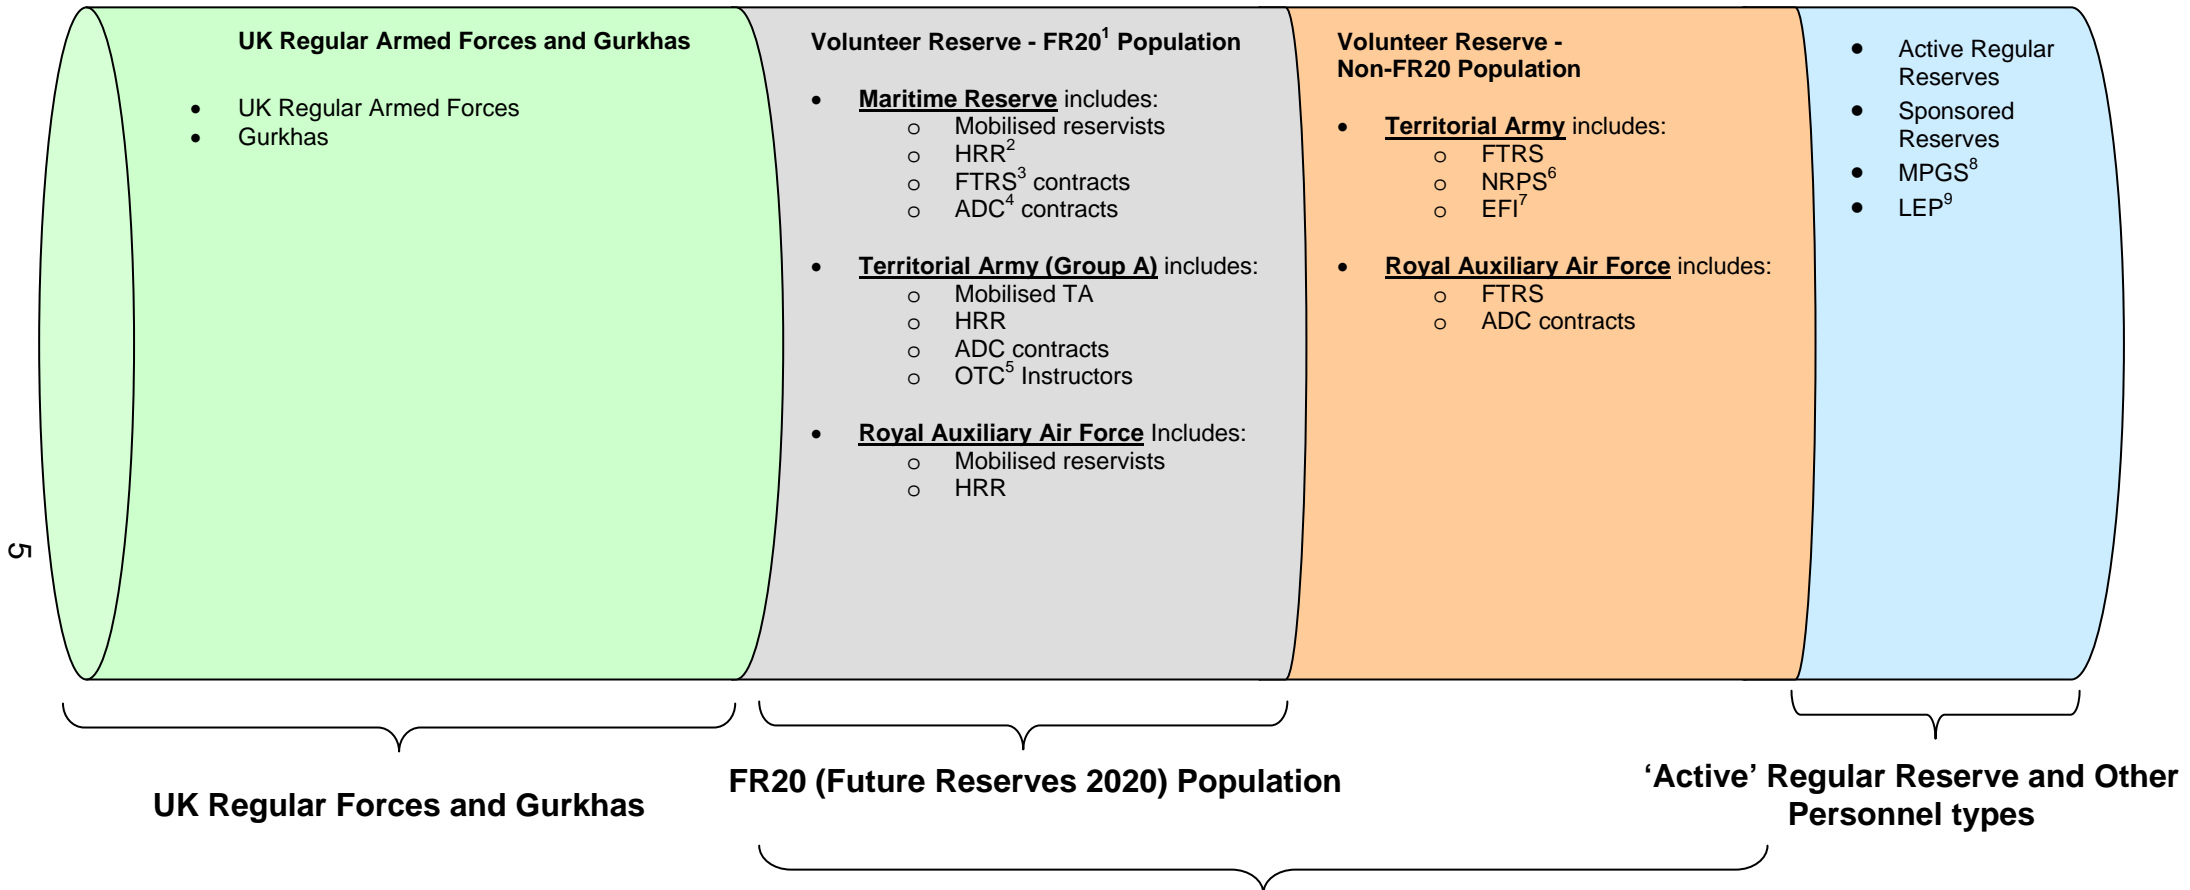 UK Regular Armed Forces and Gurkhas
• UK Regular Armed Forces
• Gurkhas
Volunteer Reserve - FR20¹ Population
• Maritime Reserve includes:
o Mobilised reservists
o HRR²
o FTRS³ contracts
o ADC⁴ contracts
• Territorial Army (Group A) includes:
o Mobilised TA
o HRR
o ADC contracts
o OTC⁵ Instructors
• Royal Auxiliary Air Force Includes:
o Mobilised reservists
o HRR
Volunteer Reserve -
Non-FR20 Population
• Territorial Army includes:
o FTRS
o NRPS⁶
o EFI⁷
• Royal Auxiliary Air Force includes:
o FTRS
o ADC contracts
• Active Regular
Reserves
• Sponsored
Reserves
• MPGS⁸
• LEP⁹
5
UK Regular Forces and Gurkhas
FR20 (Future Reserves 2020) Population
‘Active’ Regular Reserve and Other
Personnel types